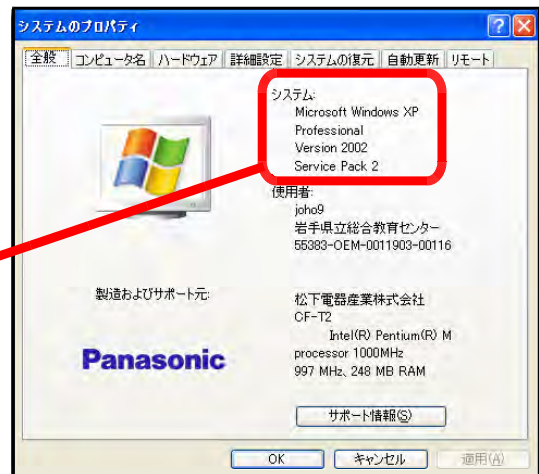 システムのプロパティ
全般 コンピュータ名 ハードウェア 詳細設定 システムの復元 自動更新 リモート
システム:
Microsoft Windows XP
Professional
Version 2002
Service Pack 2
使用者:
joho9
岩手県立総合教育センター
55383-OEM-0011903-00116
製造およびサポート元:
Panasonic
松下電器産業株式会社
CF-T2
Intel(R) Pentium(R) M
processor 1000MHz
997 MHz、248 MB RAM
サポート情報(S)
OK キャンセル 適用(A)